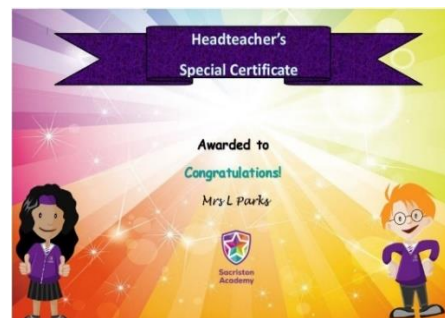 Headteacher's
Special Certificate
Awarded to
Congratulations!
Mrs L Parks
Sacriston
Academy